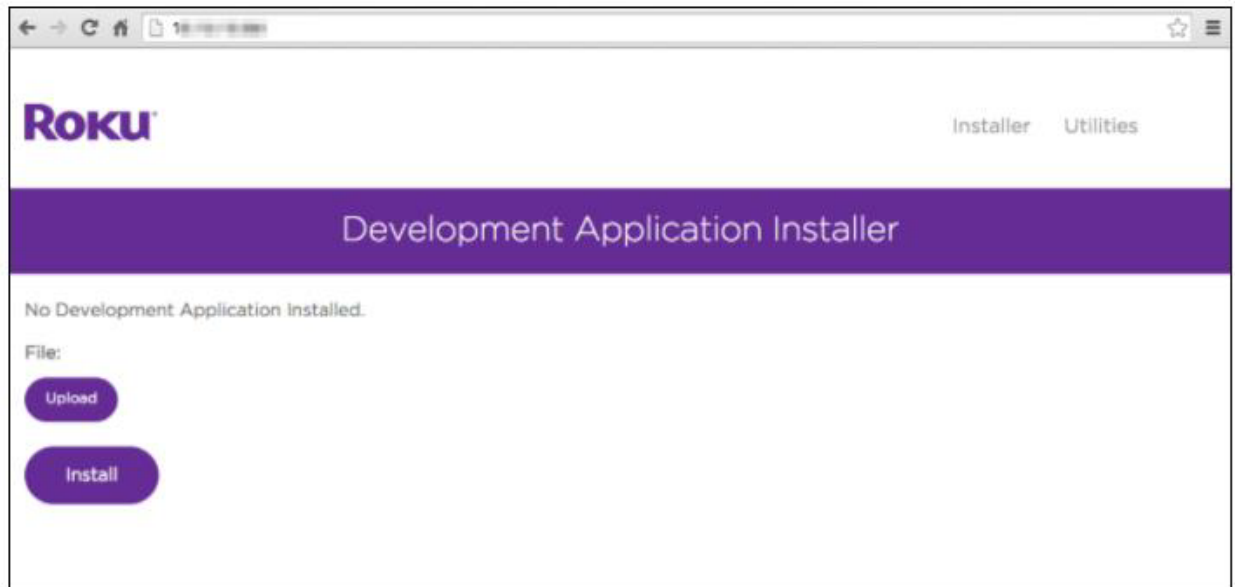 Roku
Installer Utilities
Development Application Installer
No Development Application Installed.
File:
Upload
Install